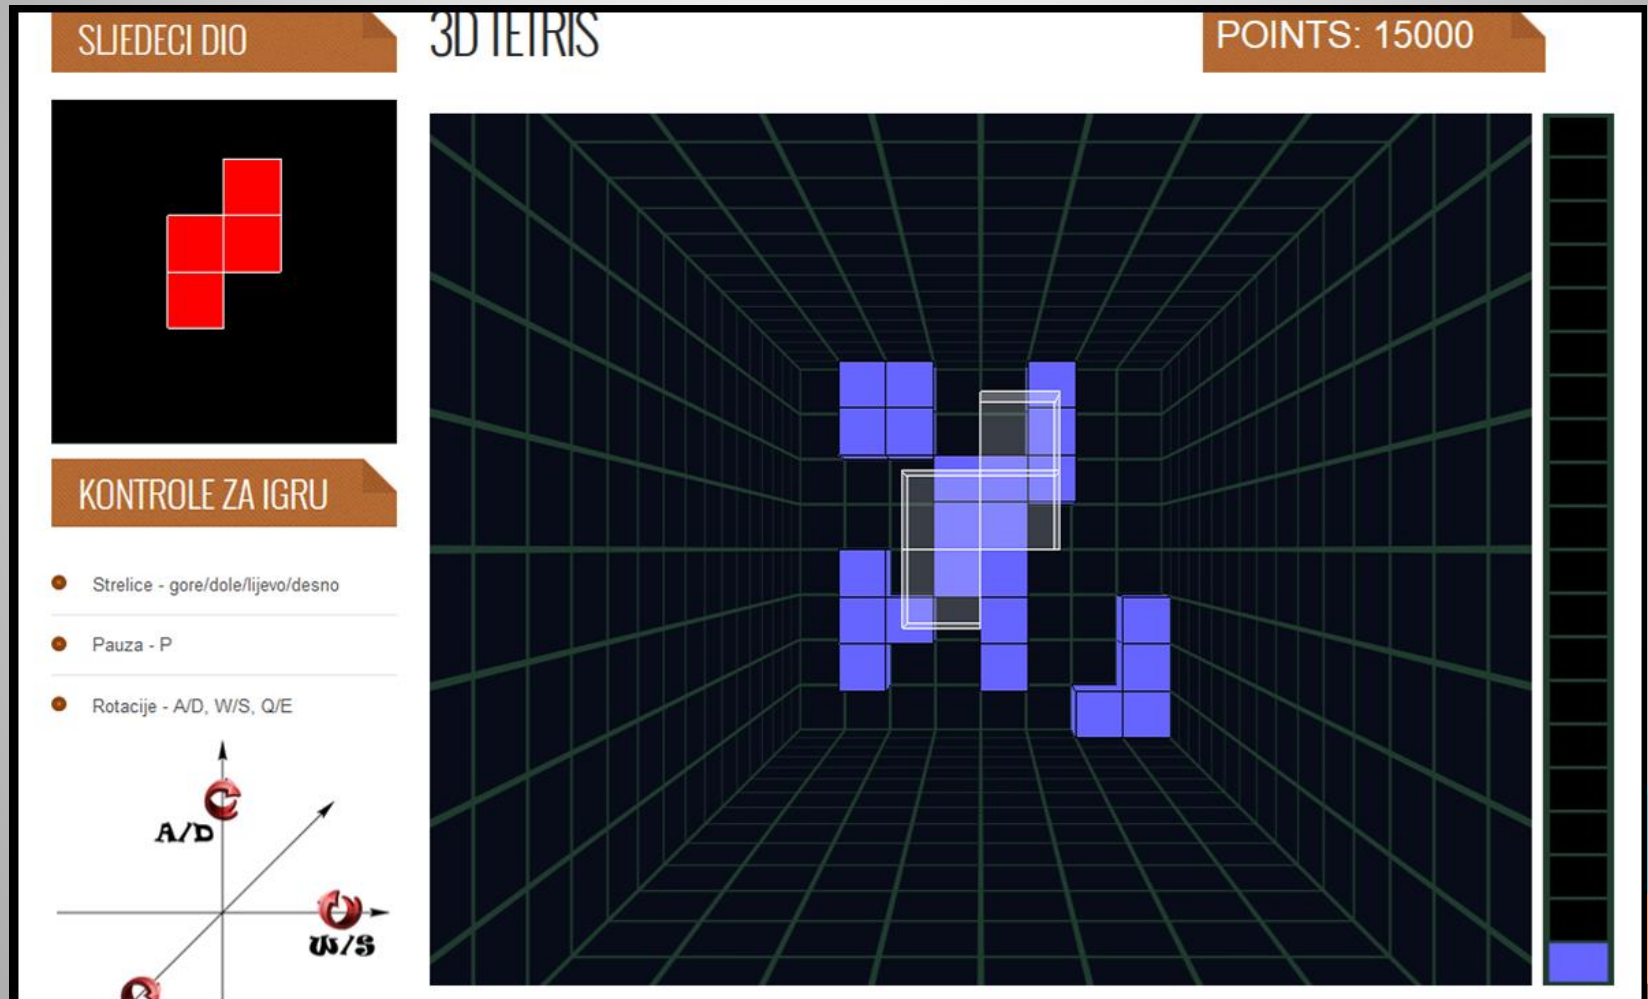 SLJEDECI DIO
3D TETRIS
POINTS: 15000
KONTROLE ZA IGRU
Strelice - gore/dole/lijevo/desno
Pauza - P
Rotacije - A/D, W/S, Q/E
A/D
W/S